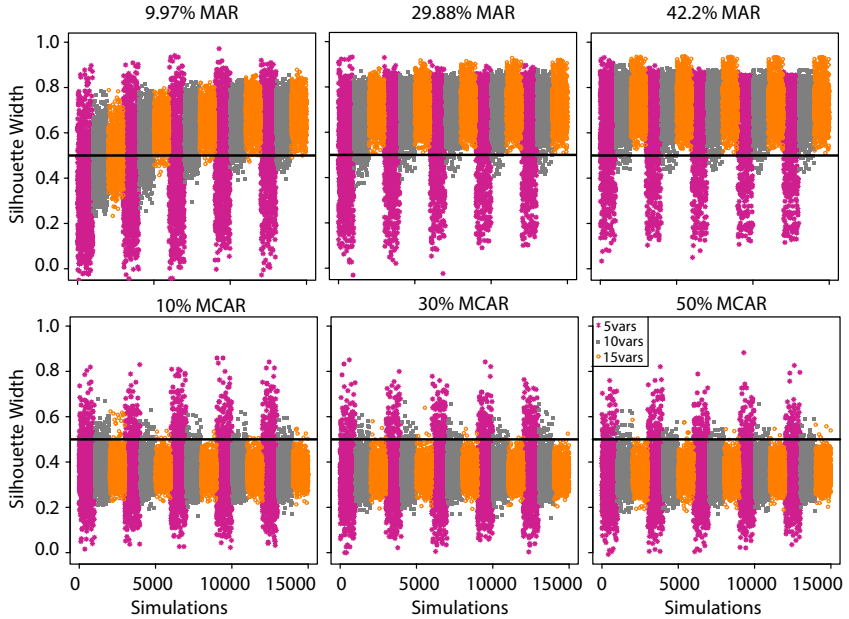 9.97% MAR 29.88% MAR 42.2% MAR
Silhouette Width
1.0
0.8
0.6
0.4
0.2
0.0
10% MCAR 30% MCAR 50% MCAR
Silhouette Width
1.0
0.8
0.6
0.4
0.2
0.0
5vars
10vars
15vars
0 5000 10000 15000 0 5000 10000 15000 0 5000 10000 15000
Simulations Simulations Simulations